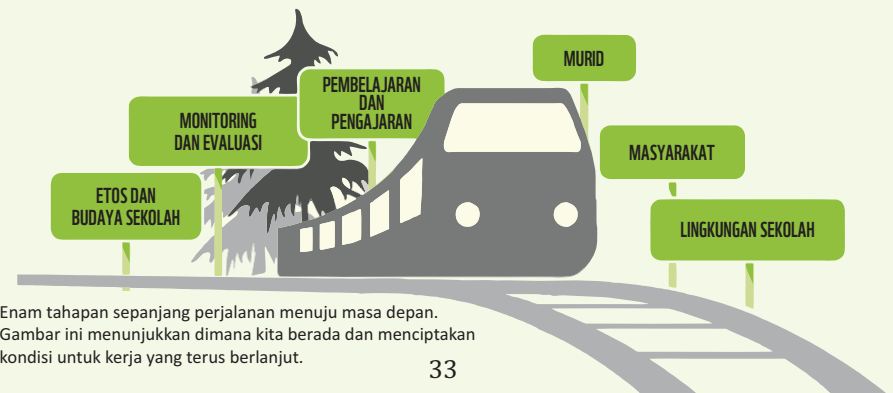 ETOS DAN
BUDAYA SEKOLAH
MONITORING
DAN EVALUASI
PEMBELAJARAN
DAN
PENGAJARAN
MURID
MASYARAKAT
LINGKUNGAN SEKOLAH
Enam tahapan sepanjang perjalanan menuju masa depan.
Gambar ini menunjukkan dimana kita berada dan menciptakan
kondisi untuk kerja yang terus berlanjut.
33